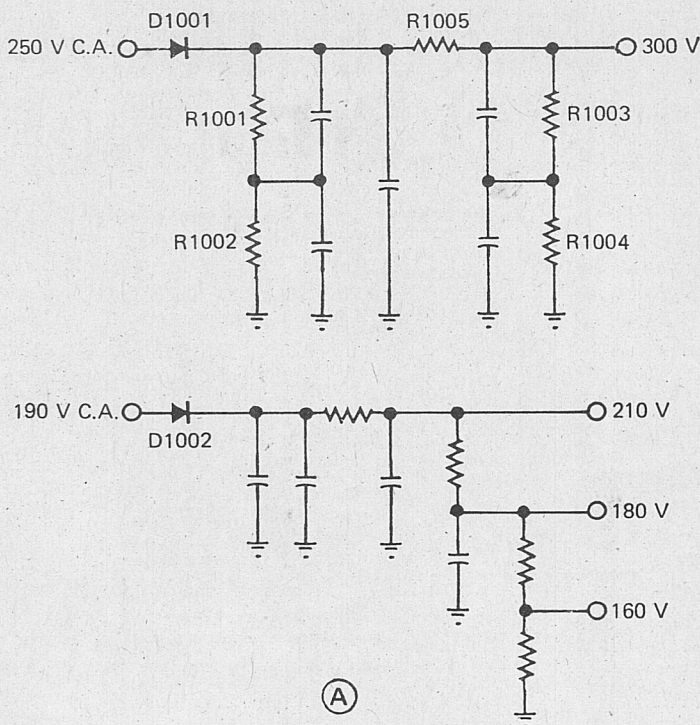 D1001
R1005
250 V C.A.
300 V
R1001
R1003
R1002
R1004
190 V C.A.
210 V
D1002
180 V
160 V
A